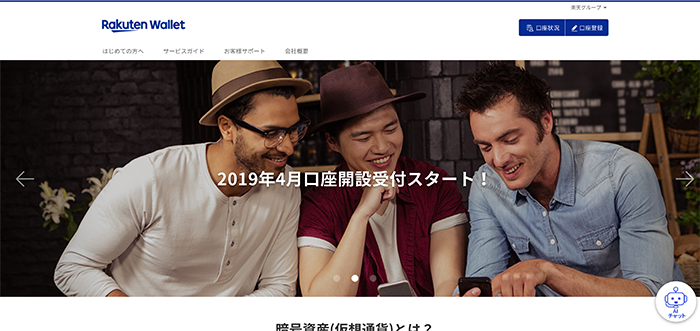 楽天グループ
Rakuten Wallet
口座状況
口座登録
はじめての方へ
サービスガイド
お客様サポート
会社概要
2019年4月口座開設受付スタート！
AI
チャット
暗号資産(仮想通貨)とは？